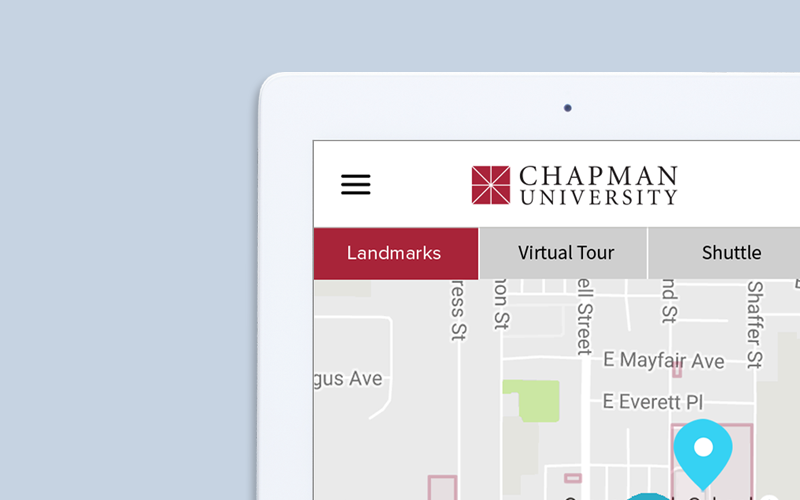 CHAPMAN
UNIVERSITY
Landmarks
Virtual Tour
Shuttle
ress St
on St
ell Street
nd St
Shaffer St
E Mayfair Ave
gus Ave
E Everett Pl